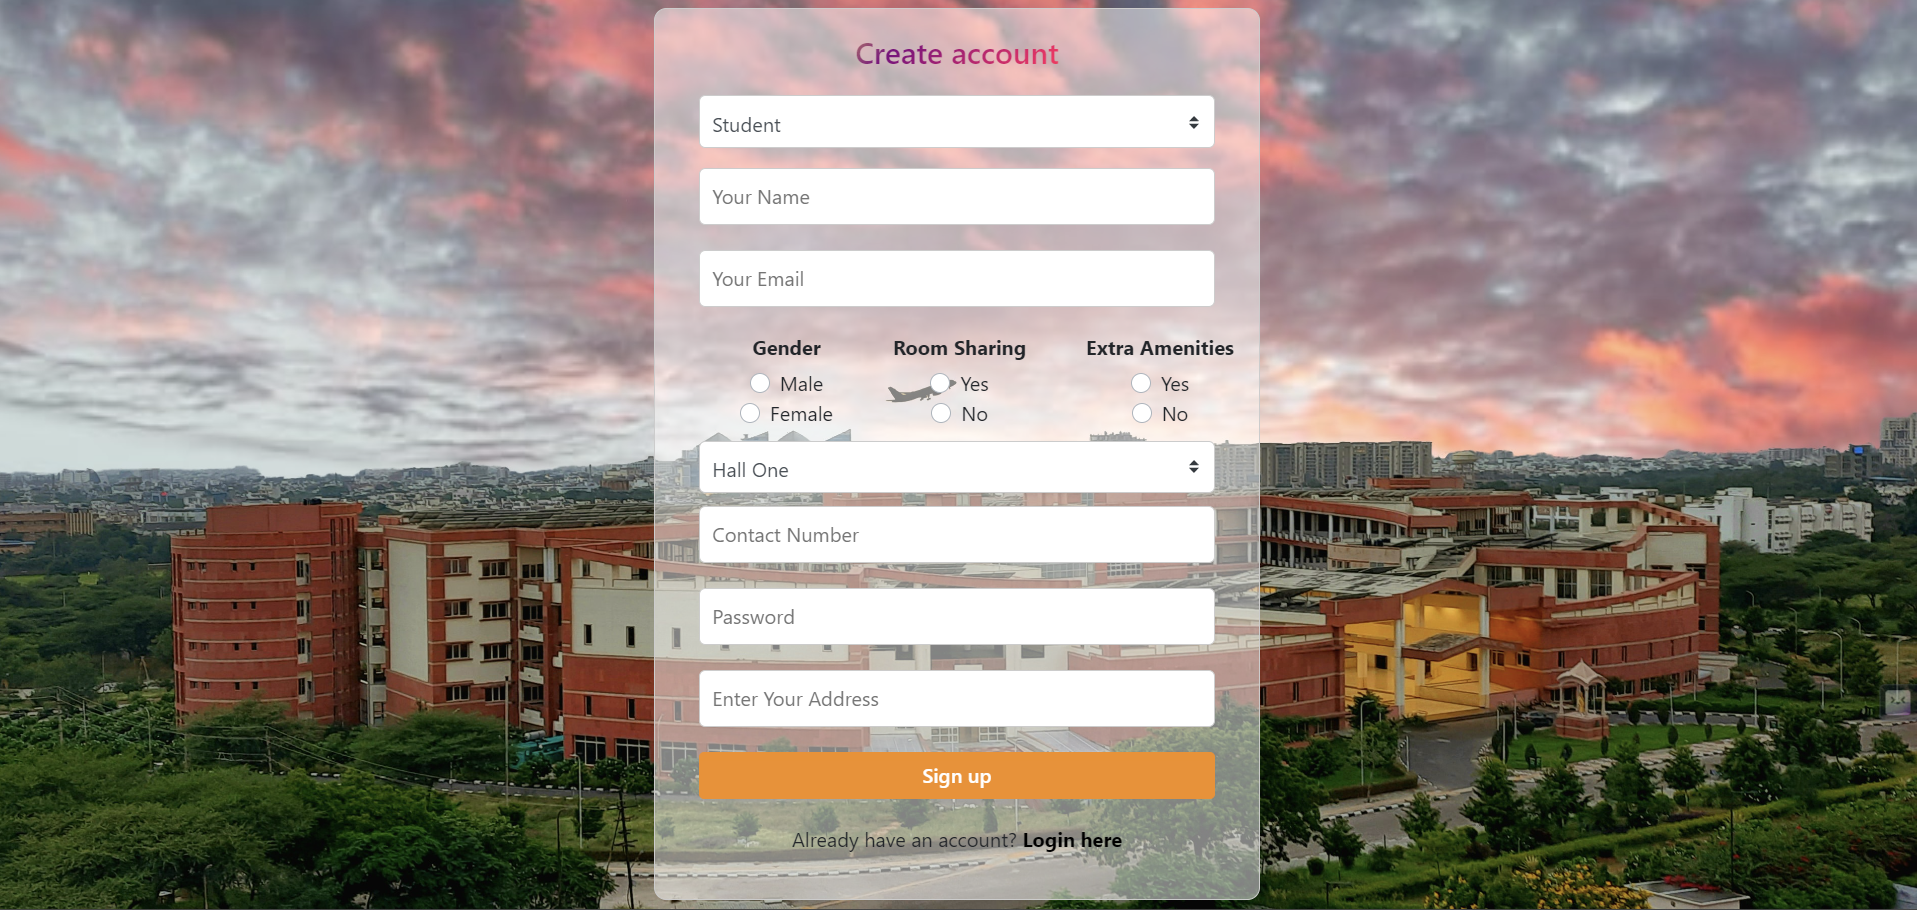 Create account
Student
Your Name
Your Email
Gender Room Sharing Extra Amenities
Male Yes Yes
Female No No
Hall One
Contact Number
Password
Enter Your Address
Sign up
Already have an account? Login here